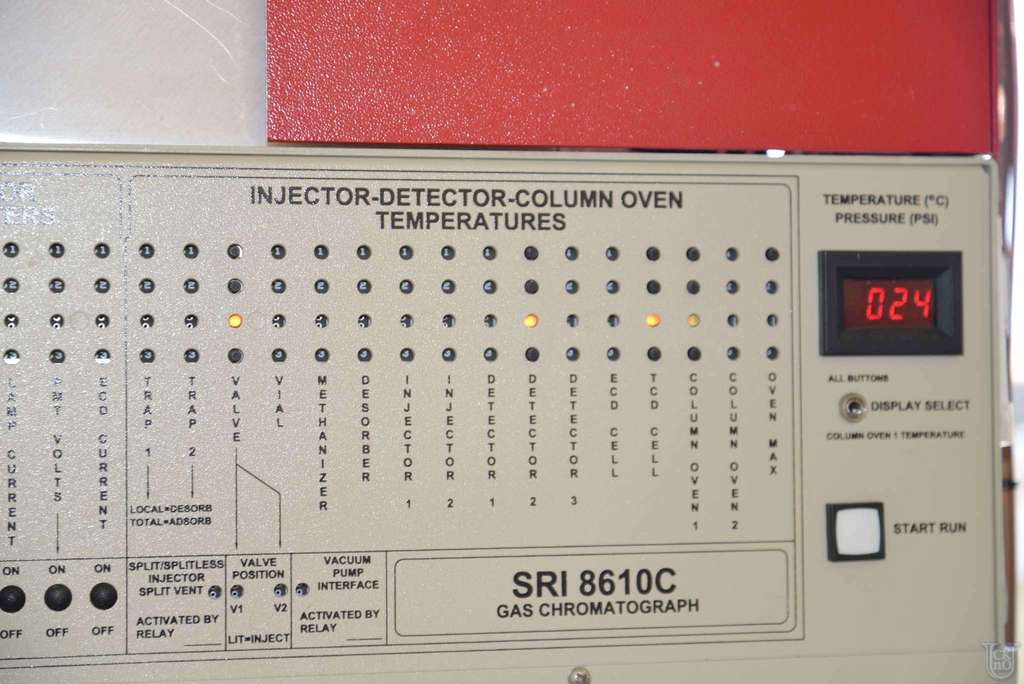 INJECTOR-DETECTOR-COLUMN OVEN
TEMPERATURES
TEMPERATURE (°C)
PRESSURE (PSI)
024
ALL BUTTONS
DISPLAY SELECT
COLUMN OVEN 1 TEMPERATURE
START RUN
LAMP CURRENT
PMT VOLTS
ECD CURRENT
TRAP 1
TRAP 2
VALVE
VIAL
METHANIZER
DESORBER
INJECTOR 1
INJECTOR 2
DETECTOR 1
DETECTOR 2
DETECTOR 3
ECD CELL
TCD CELL
COLUMN OVEN 1
COLUMN OVEN 2
OVEN MAX
LOCAL=DESORB
TOTAL=ADSORB
ON
ON
ON
OFF
OFF
OFF
SPLIT/SPLITLESS
INJECTOR
SPLIT VENT
ACTIVATED BY
RELAY
VALVE
POSITION
V1
V2
LIT=INJECT
VACUUM
PUMP
INTERFACE
ACTIVATED BY
RELAY
SRI 8610C
GAS CHROMATOGRAPH